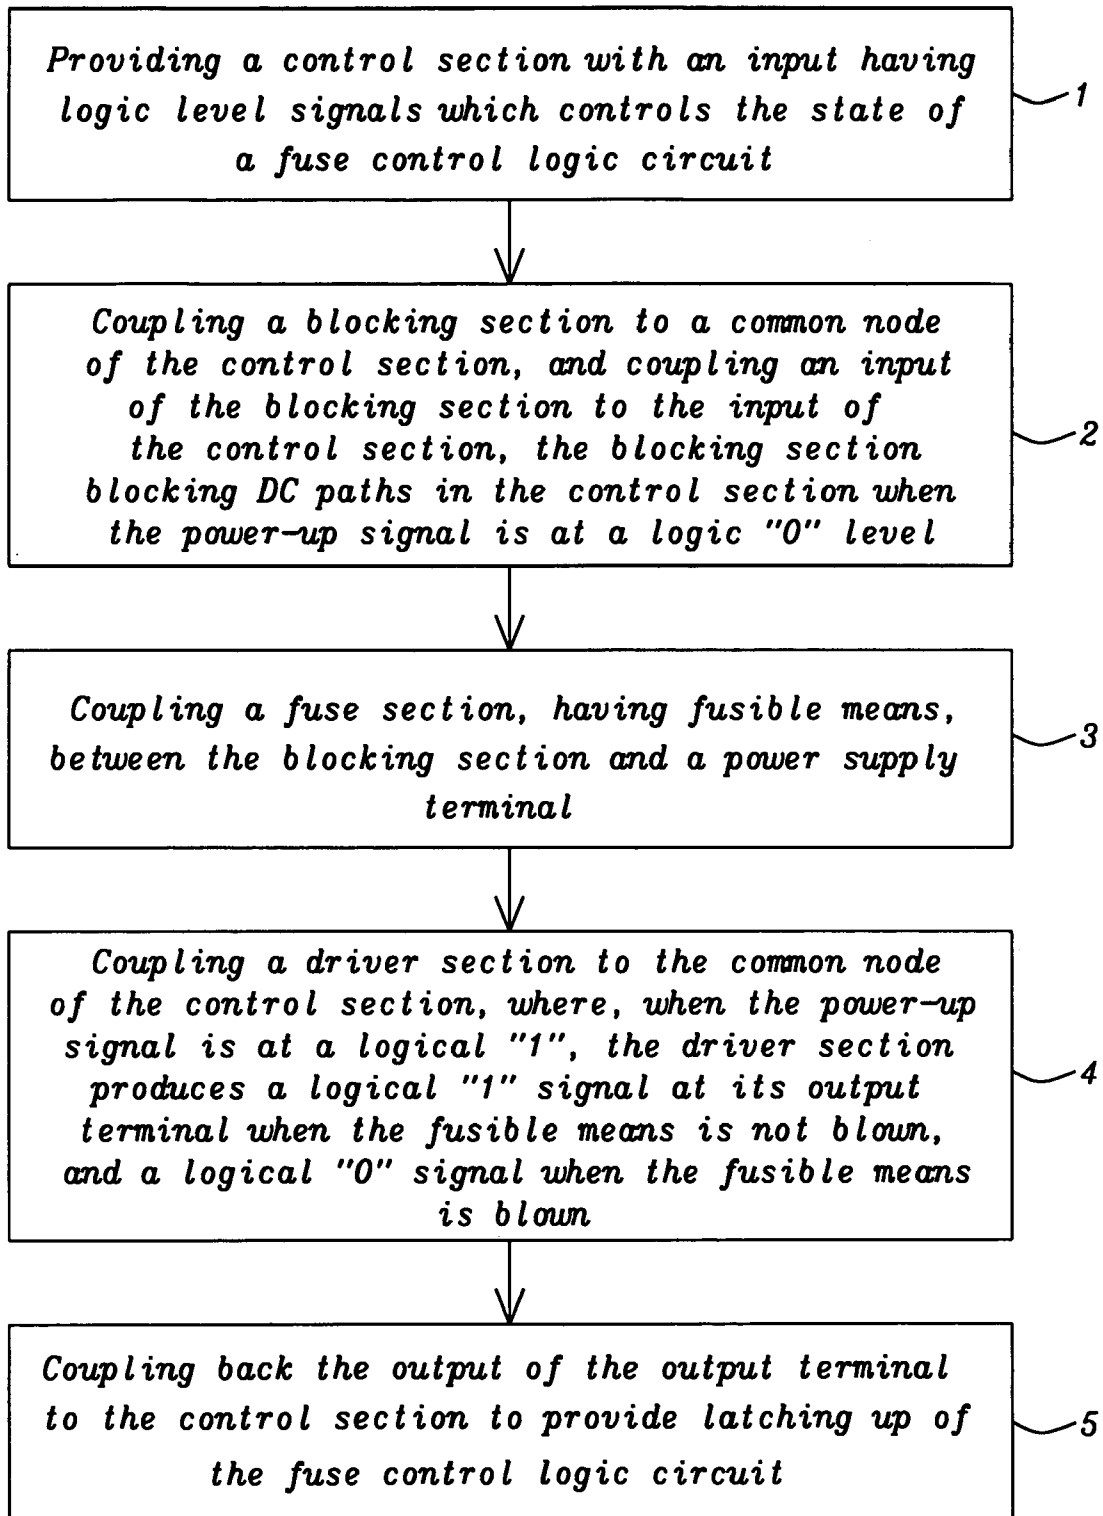 Providing a control section with an input having
logic level signals which controls the state of
a fuse control logic circuit
1
Coupling a blocking section to a common node
of the control section, and coupling an input
of the blocking section to the input of
the control section, the blocking section
blocking DC paths in the control section when
the power-up signal is at a logic "0" level
2
Coupling a fuse section, having fusible means,
between the blocking section and a power supply
terminal
3
Coupling a driver section to the common node
of the control section, where, when the power-up
signal is at a logical "1", the driver section
produces a logical "1" signal at its output
terminal when the fusible means is not blown,
and a logical "0" signal when the fusible means
is blown
4
Coupling back the output of the output terminal
to the control section to provide latching up of
the fuse control logic circuit
5